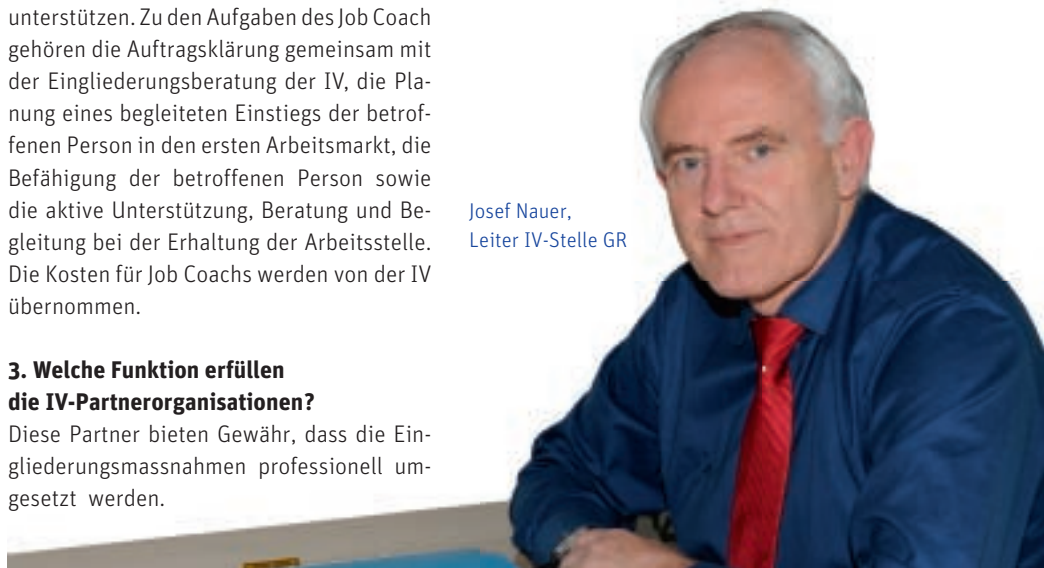 unterstützen. Zu den Aufgaben des Job Coach
gehören die Auftragsklärung gemeinsam mit
der Eingliederungsberatung der IV, die Pla-
nung eines begleiteten Einstiegs der betrof-
fenen Person in den ersten Arbeitsmarkt, die
Befähigung der betroffenen Person sowie
die aktive Unterstützung, Beratung und Be-
gleitung bei der Erhaltung der Arbeitsstelle.
Die Kosten für Job Coachs werden von der IV
übernommen.
Josef Nauer,
Leiter IV-Stelle GR
3. Welche Funktion erfüllen
die IV-Partnerorganisationen?
Diese Partner bieten Gewähr, dass die Ein-
gliederungsmassnahmen professionell um-
gesetzt werden.